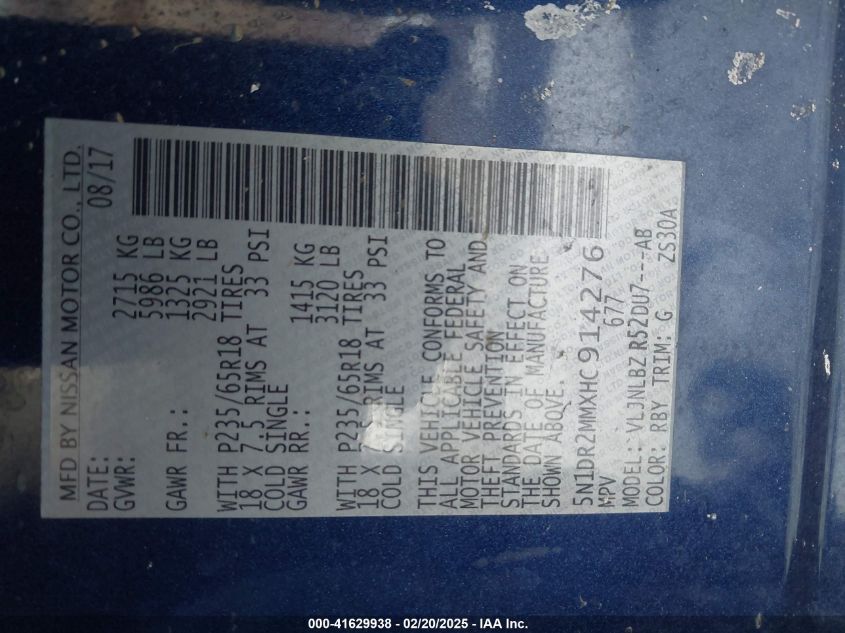 MFD BY NISSAN MOTOR CO., LTD.
DATE: 08/17
GVWR: 2715 KG
5986 LB
GAWR FR.: 1325 KG
2921 LB
WITH P235/65R18 TIRES
18 X 7.5 RIMS AT 33 PSI
COLD SINGLE
GAWR RR.: 1415 KG
3120 LB
WITH P235/65R18 TIRES
18 X RIMS AT 33 PSI
COLD SINGLE
THIS VEHICLE CONFORMS TO
ALL APPLICABLE FEDERAL
MOTOR VEHICLE SAFETY AND
THEFT PREVENTION
STANDARDS IN EFFECT ON
THE DATE OF MANUFACTURE
SHOWN ABOVE.
5N1DR2MMXHC914276
MPV 677
MODEL: VLJNLBZ R52DU7---AB
COLOR: RBY TRIM: G ZS30A
000-41629938 - 02/20/2025 - IAA Inc.